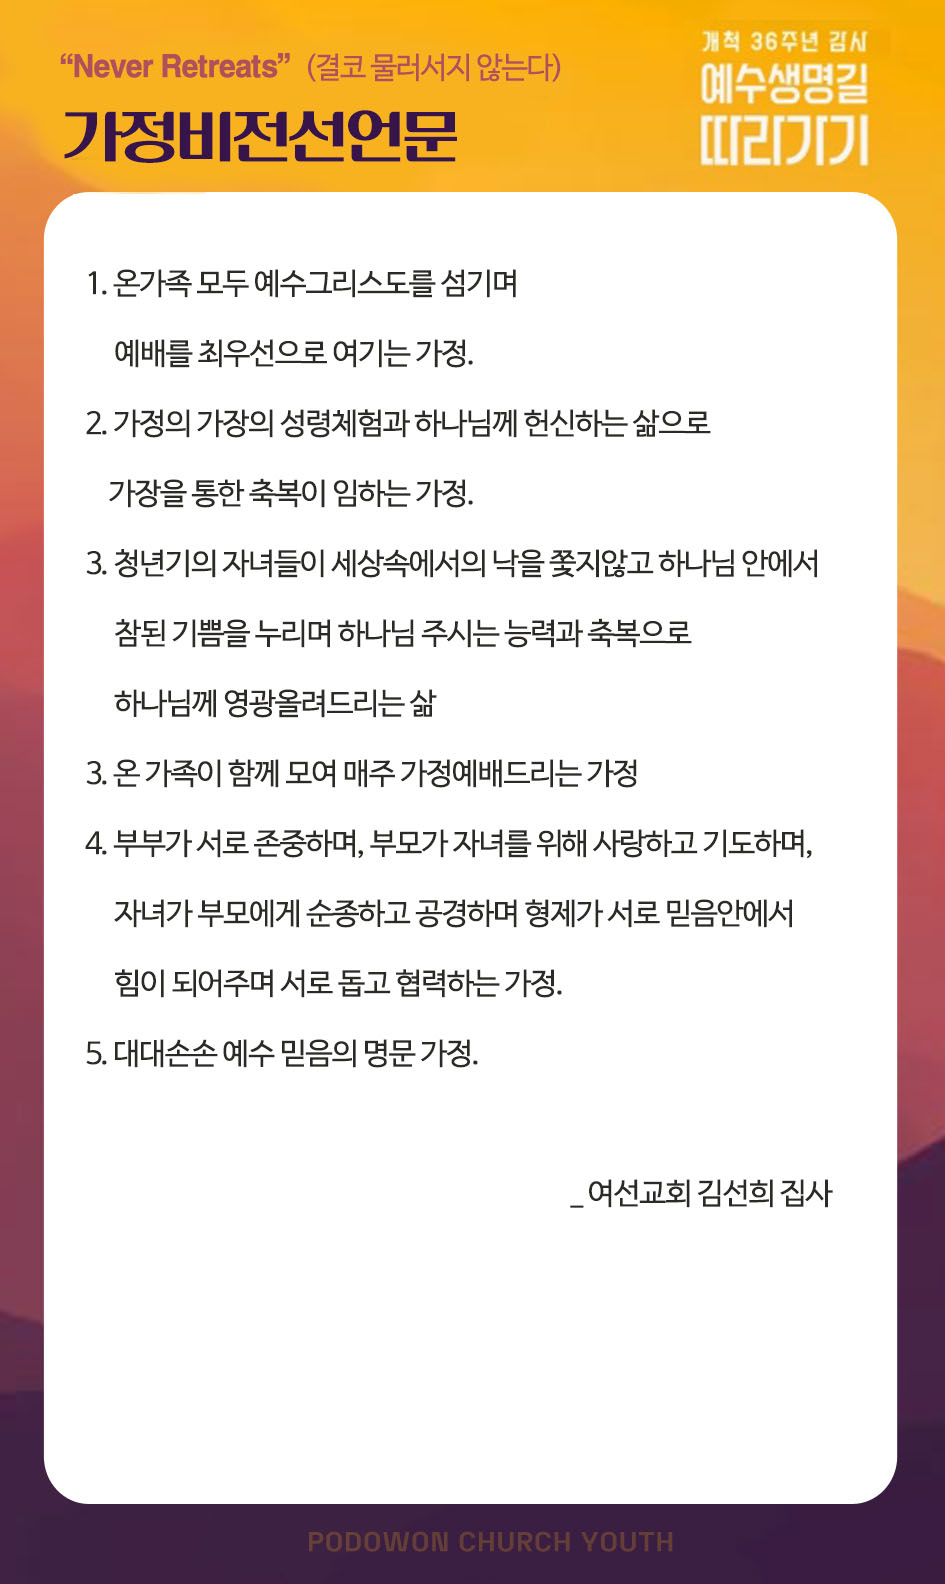 “Never Retreats” (결코 물러서지 않는다)
가정비전선언문
개척 36주년 감사
예수생명길
따라가기
1. 온가족 모두 예수그리스도를 섬기며
예배를 최우선으로 여기는 가정.
2. 가정의 가장의 성령체험과 하나님께 헌신하는 삶으로
가장을 통한 축복이 임하는 가정.
3. 청년기의 자녀들이 세상속에서의 낙을 쫓지않고 하나님 안에서
참된 기쁨을 누리며 하나님 주시는 능력과 축복으로
하나님께 영광올려드리는 삶
3. 온 가족이 함께 모여 매주 가정예배드리는 가정
4. 부부가 서로 존중하며, 부모가 자녀를 위해 사랑하고 기도하며,
자녀가 부모에게 순종하고 공경하며 형제가 서로 믿음안에서
힘이 되어주며 서로 돕고 협력하는 가정.
5. 대대손손 예수 믿음의 명문 가정.
_ 여선교회 김선희 집사
PODOWON CHURCH YOUTH